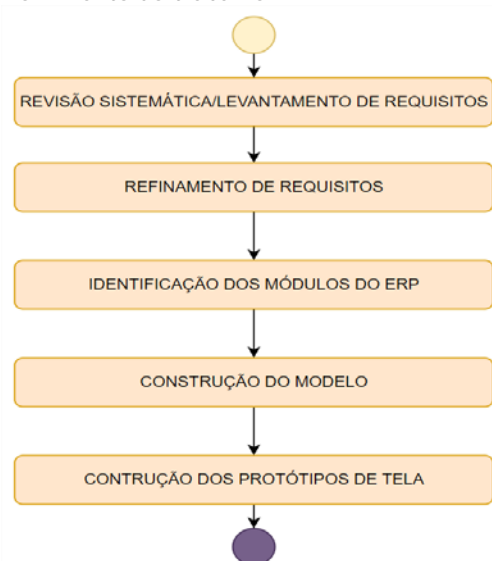 REVISÃO SISTEMÁTICA/LEVANTAMENTO DE REQUISITOS
REFINAMENTO DE REQUISITOS
IDENTIFICAÇÃO DOS MÓDULOS DO ERP
CONSTRUÇÃO DO MODELO
CONTRUÇÃO DOS PROTÓTIPOS DE TELA